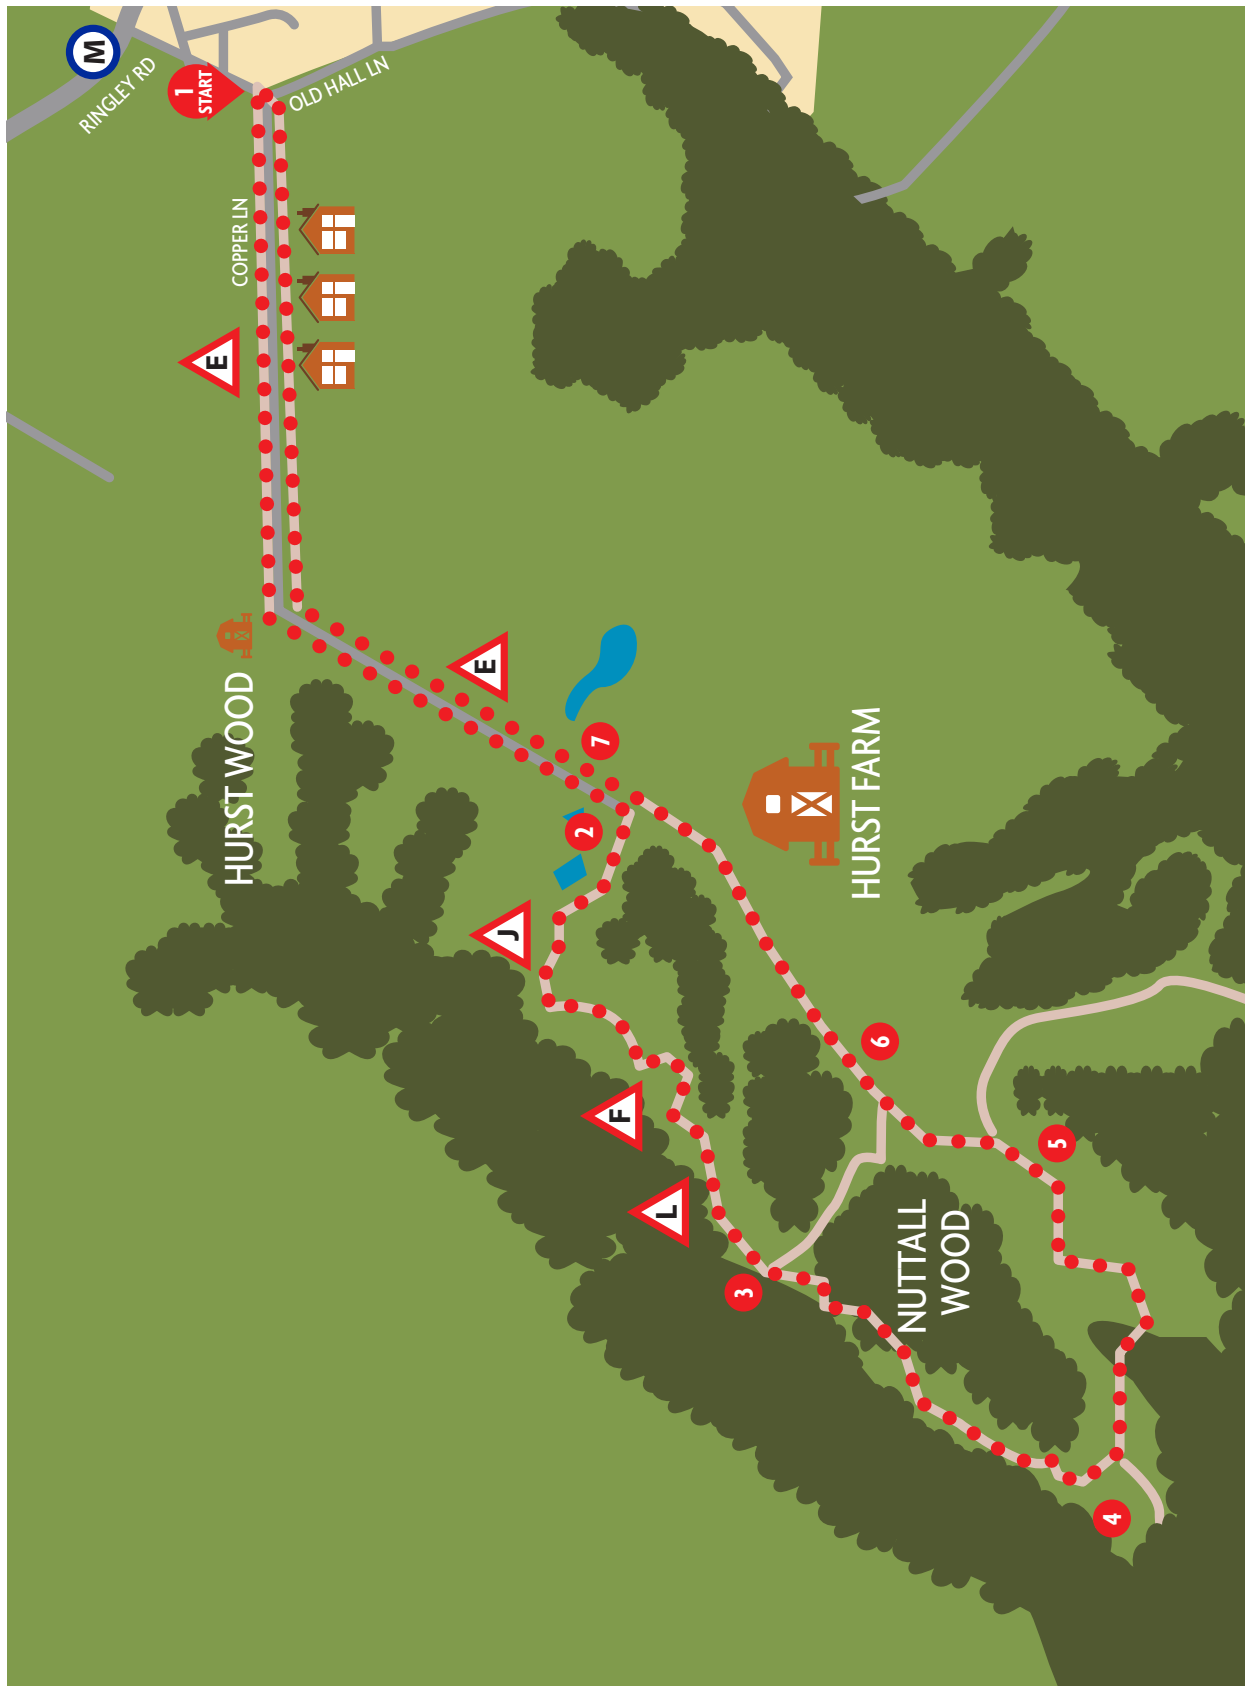 M
RINGLEY RD
1
START
OLD HALL LN
COPPER LN
E
HURST WOOD
E
7
2
J
HURST FARM
F
6
L
5
3
NUTTALL
WOOD
4